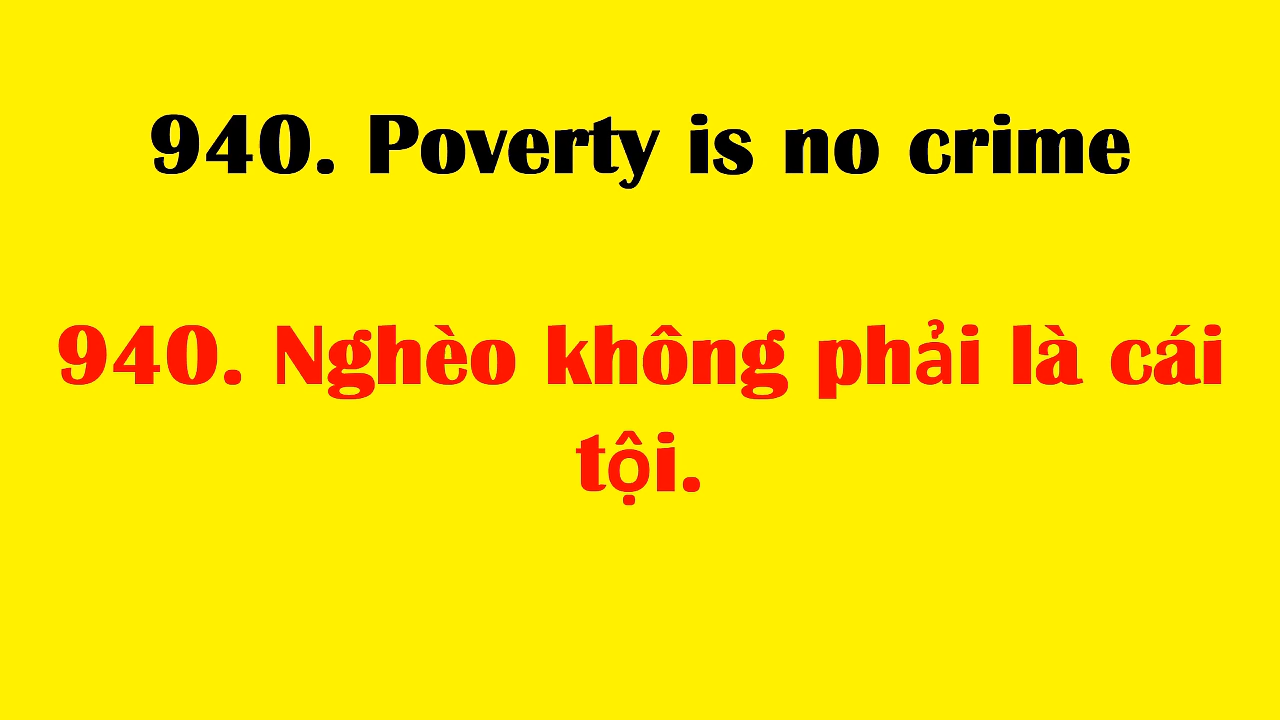 940. Poverty is no crime
940. Nghèo không phải là cái
tội.